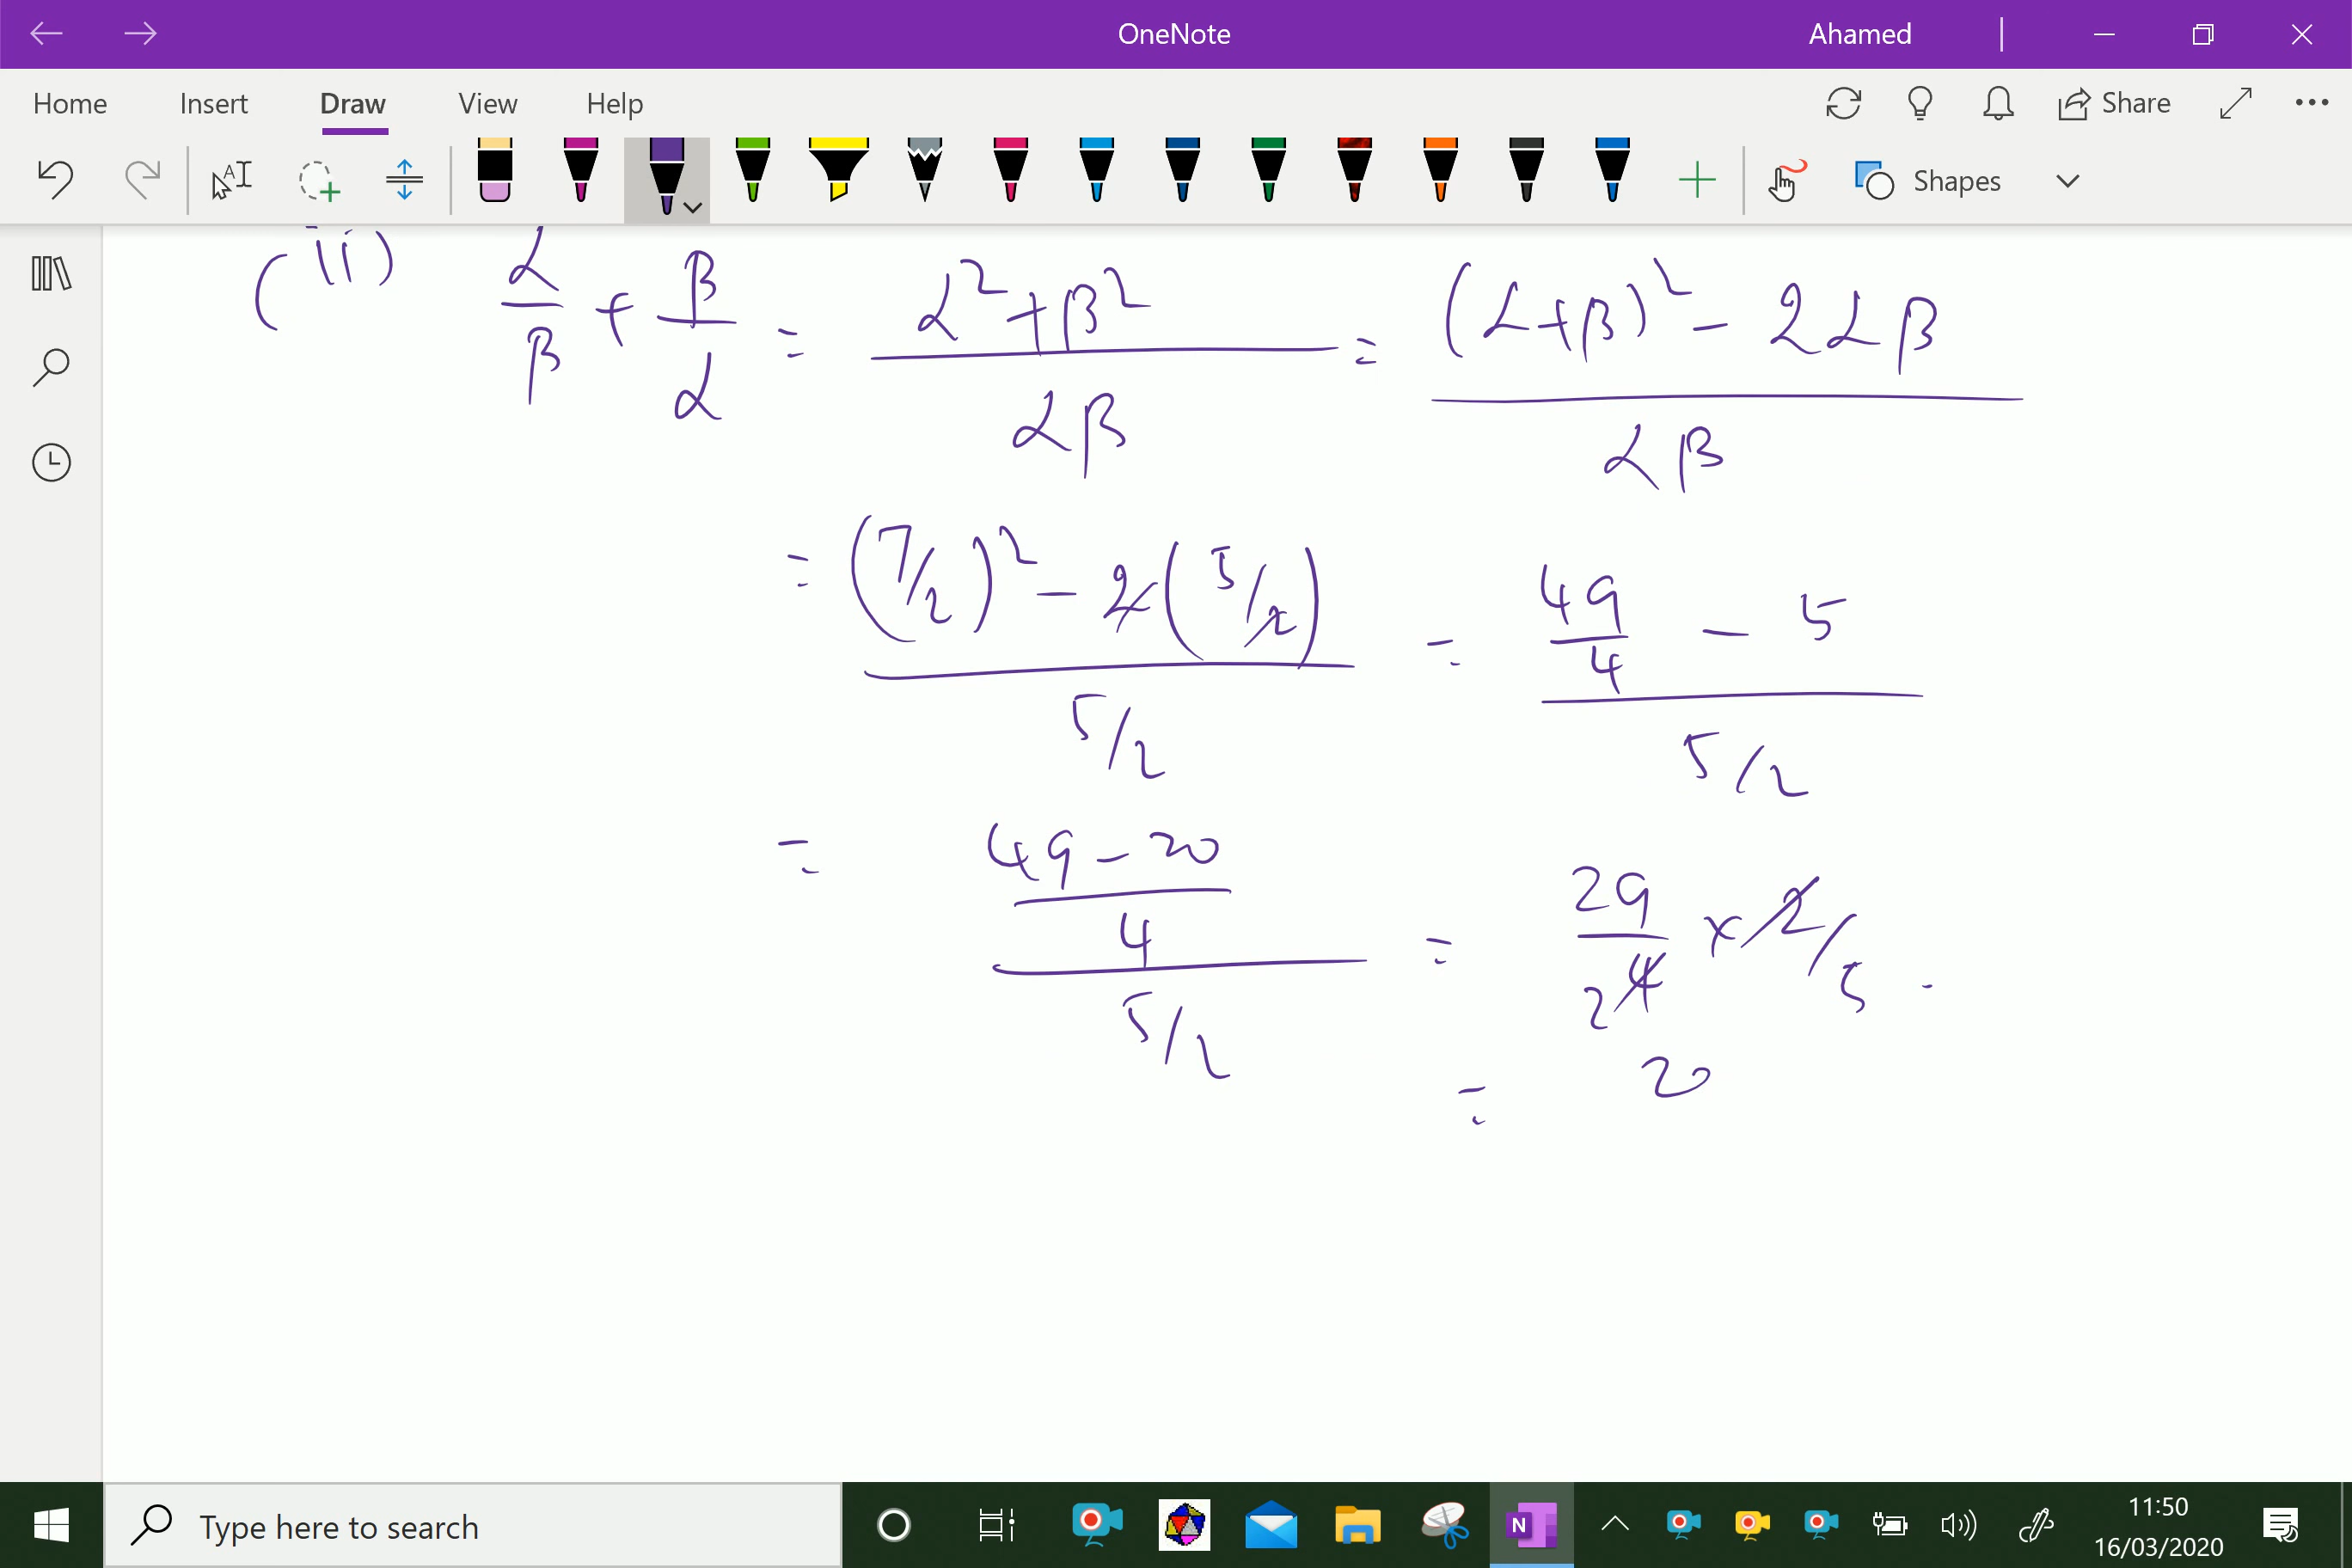 OneNote
Ahamed
Home Insert Draw View Help
Share
Shapes
(ii) α/β + β/α = (α² + β²)/(αβ) = ((α+β)² - 2αβ)/(αβ)
= ((7/2)² - 2(5/2))/(5/2) = (49/4 - 5)/(5/2)
= ((49 - 20)/4)/(5/2) = 29/4 2 × 2/5 .
= 20
Type here to search
N
11:50
16/03/2020